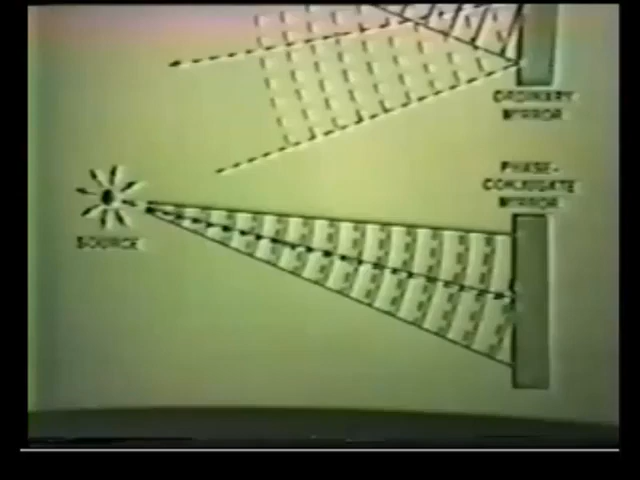 ORDINARY
MIRROR
PHASE-
CONJUGATE
MIRROR
SOURCE